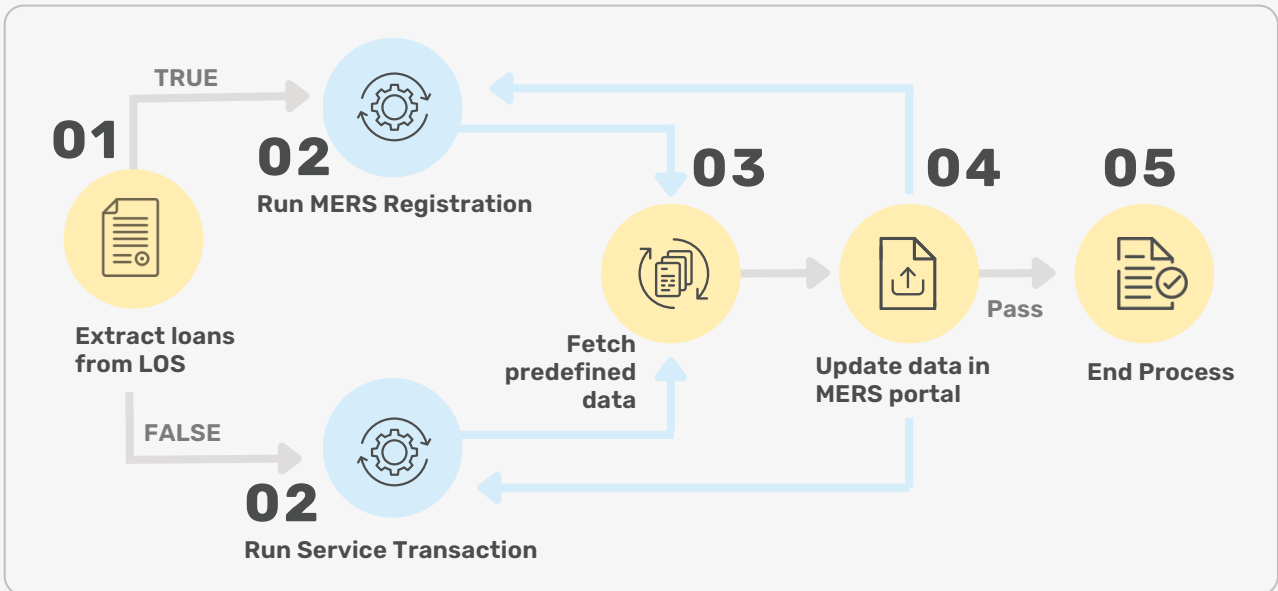 TRUE
01
02
Run MERS Registration
03
04
05
Extract loans
from LOS
Fetch
predefined
data
Update data in
MERS portal
Pass
End Process
FALSE
02
Run Service Transaction